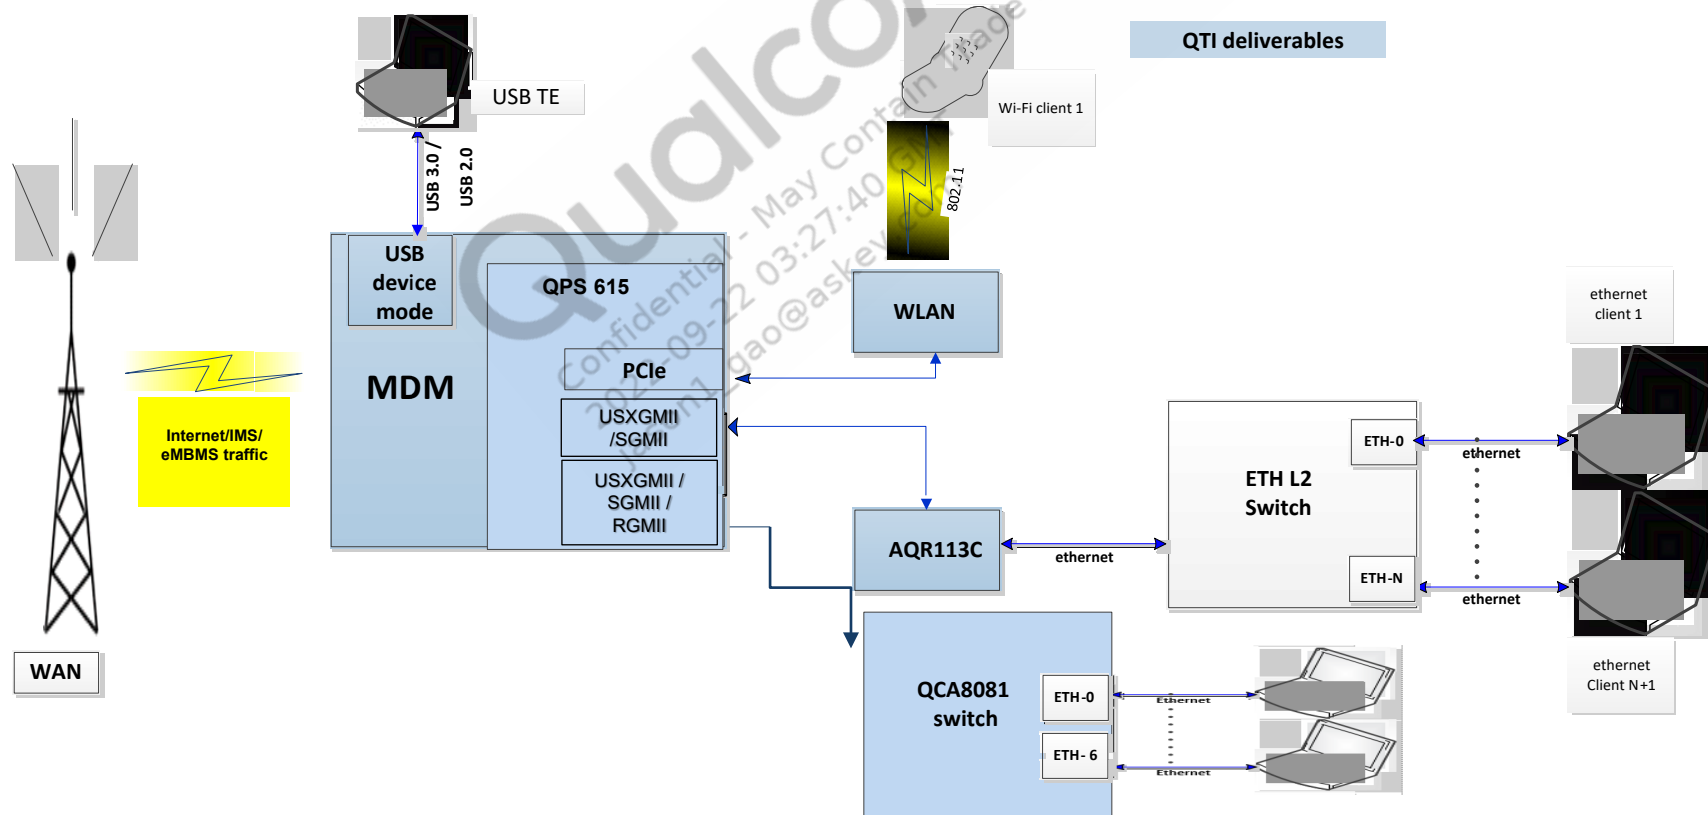 QTI deliverables
USB TE
Wi-Fi client 1
USB 3.0 /
USB 2.0
802.11
Qualco
Confidential - May Contain Trade
2022-09-22 03:27:40 GMT
jason1_gao@askey.com
USB
device
mode
QPS 615
MDM
PCIe
USXGMII
/SGMII
USXGMII /
SGMII /
RGMII
WLAN
Internet/IMS/
eMBMS traffic
WAN
AQR113C
ethernet
ETH L2
Switch
ETH-0
ETH-N
ethernet
ethernet
ethernet
client 1
ethernet
Client N+1
QCA8081
switch
ETH-0
ETH- 6
Ethernet
Ethernet